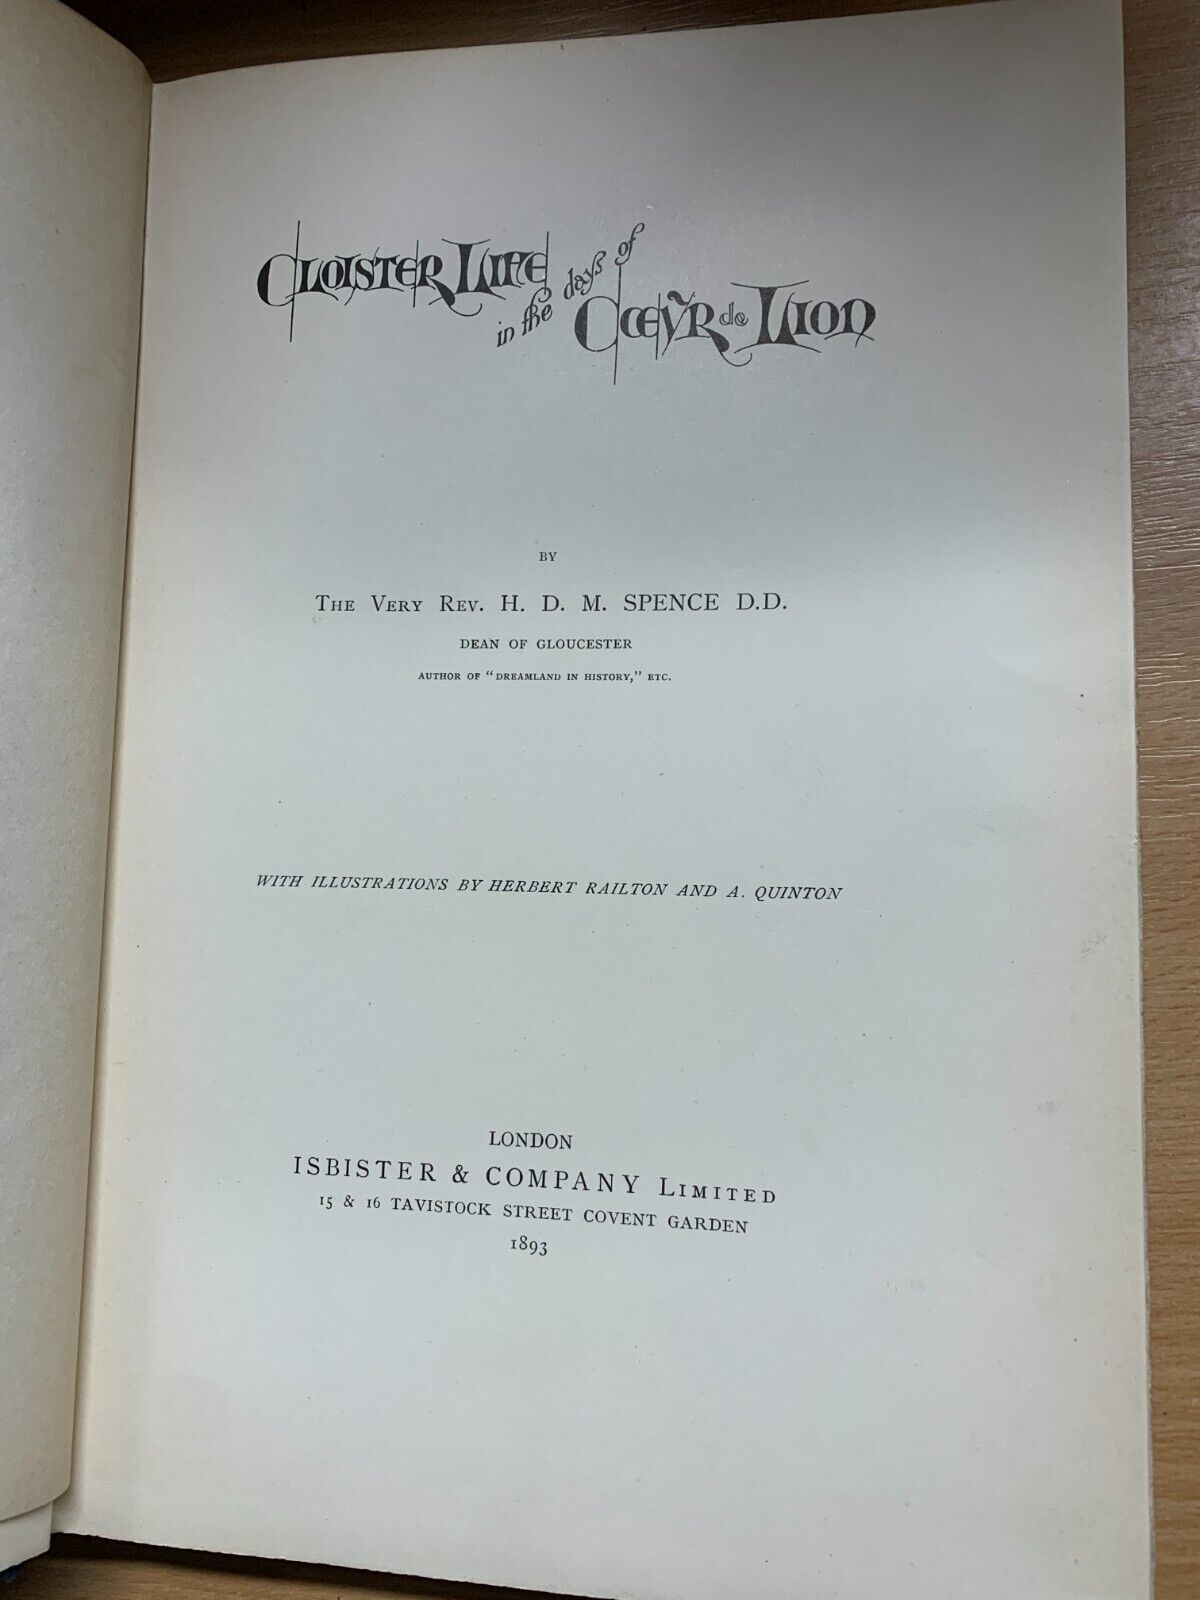 CLOISTER LIFE
in the days of
CŒUR de LION
BY
THE VERY REV. H. D. M. SPENCE D.D.
DEAN OF GLOUCESTER
AUTHOR OF "DREAMLAND IN HISTORY," ETC.
WITH ILLUSTRATIONS BY HERBERT RAILTON AND A. QUINTON
LONDON
ISBISTER & COMPANY LIMITED
15 & 16 TAVISTOCK STREET COVENT GARDEN
1893